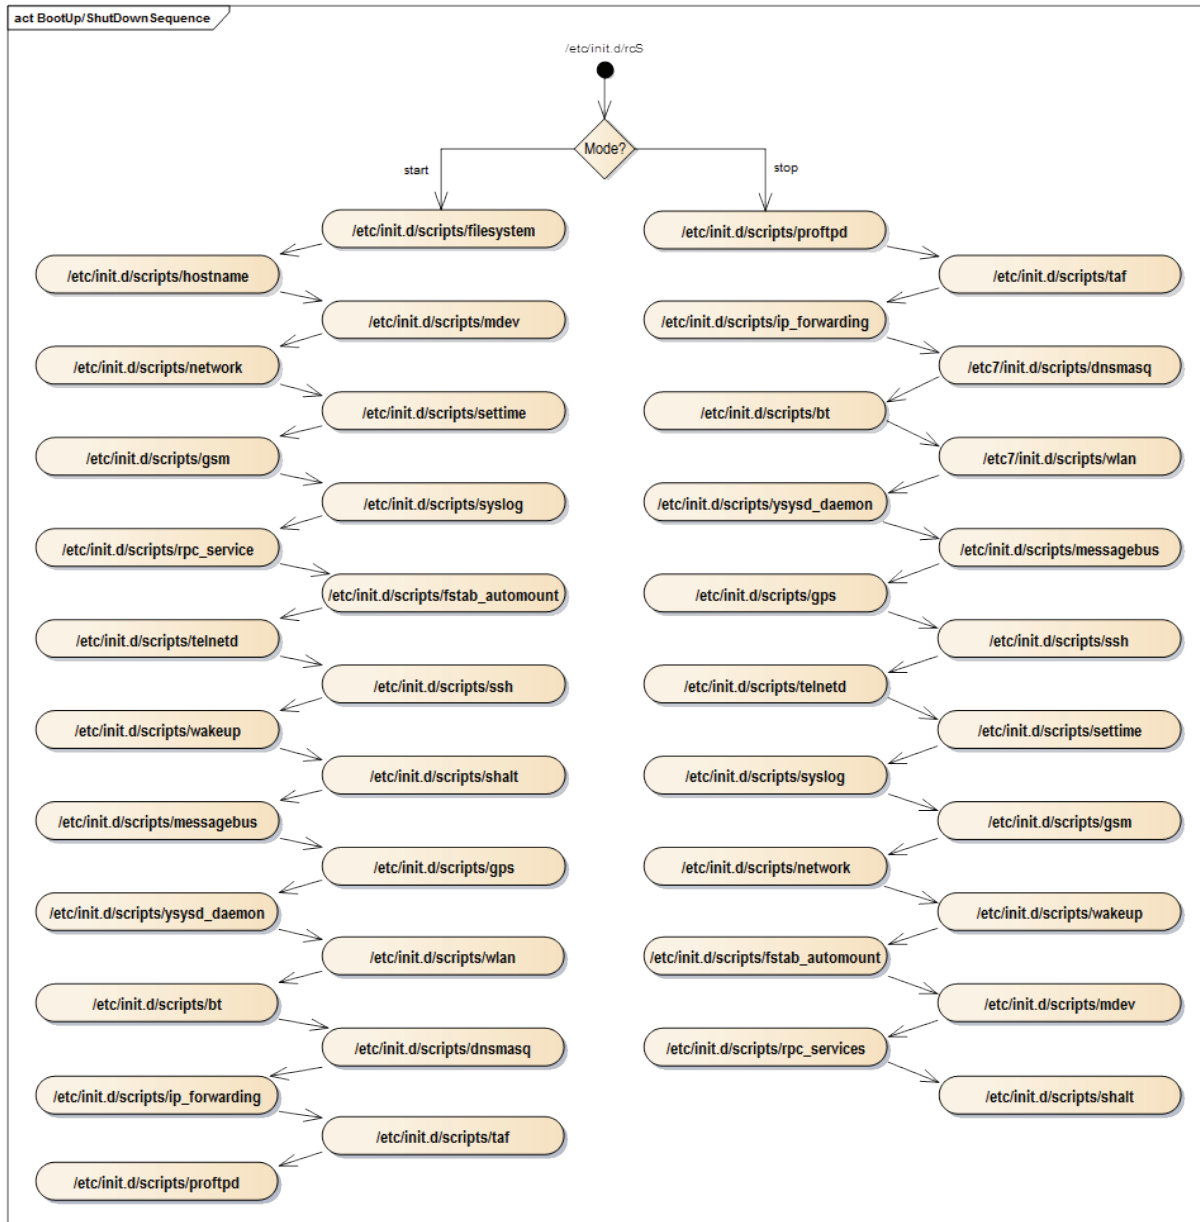 act BootUp/ShutDownSequence
/etc/init.d/rcS
Mode?
start
stop
/etc/init.d/scripts/filesystem
/etc/init.d/scripts/hostname
/etc/init.d/scripts/mdev
/etc/init.d/scripts/network
/etc/init.d/scripts/settime
/etc/init.d/scripts/gsm
/etc/init.d/scripts/syslog
/etc/init.d/scripts/rpc_service
/etc/init.d/scripts/fstab_automount
/etc/init.d/scripts/telnetd
/etc/init.d/scripts/ssh
/etc/init.d/scripts/wakeup
/etc/init.d/scripts/shalt
/etc/init.d/scripts/messagebus
/etc/init.d/scripts/gps
/etc/init.d/scripts/ysysd_daemon
/etc/init.d/scripts/wlan
/etc/init.d/scripts/bt
/etc/init.d/scripts/dnsmasq
/etc/init.d/scripts/ip_forwarding
/etc/init.d/scripts/taf
/etc/init.d/scripts/proftpd
/etc/init.d/scripts/proftpd
/etc/init.d/scripts/taf
/etc/init.d/scripts/ip_forwarding
/etc7/init.d/scripts/dnsmasq
/etc/init.d/scripts/bt
/etc7/init.d/scripts/wlan
/etc/init.d/scripts/ysysd_daemon
/etc/init.d/scripts/messagebus
/etc/init.d/scripts/gps
/etc/init.d/scripts/ssh
/etc/init.d/scripts/telnetd
/etc/init.d/scripts/settime
/etc/init.d/scripts/syslog
/etc/init.d/scripts/gsm
/etc/init.d/scripts/network
/etc/init.d/scripts/wakeup
/etc/init.d/scripts/fstab_automount
/etc/init.d/scripts/mdev
/etc/init.d/scripts/rpc_services
/etc/init.d/scripts/shalt